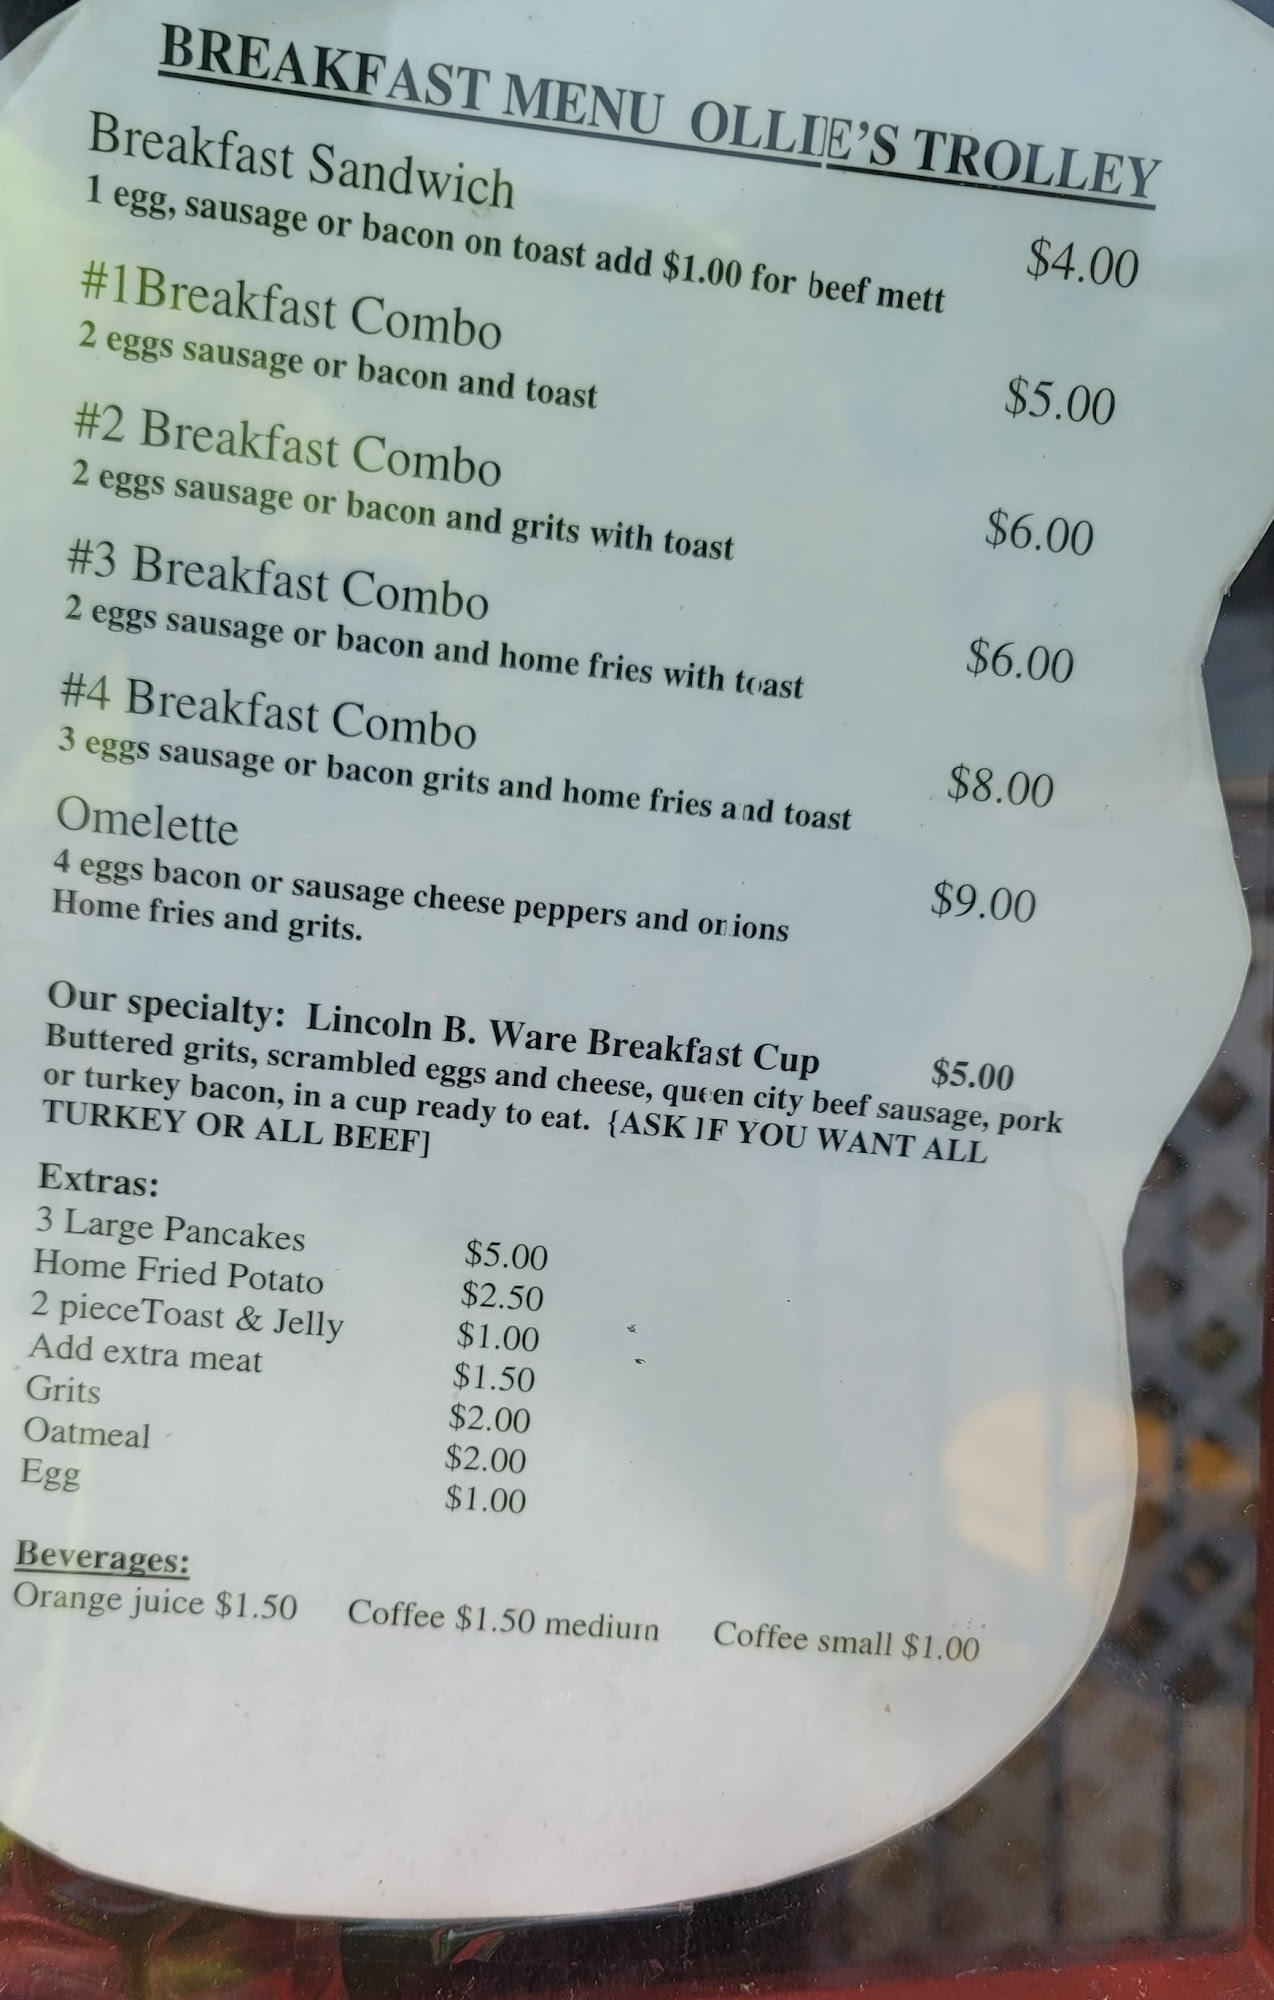 BREAKFAST MENU OLLIE'S TROLLEY
Breakfast Sandwich $4.00
1 egg, sausage or bacon on toast add $1.00 for beef mett
#1Breakfast Combo $5.00
2 eggs sausage or bacon and toast
#2 Breakfast Combo $6.00
2 eggs sausage or bacon and grits with toast
#3 Breakfast Combo $6.00
2 eggs sausage or bacon and home fries with toast
#4 Breakfast Combo $8.00
3 eggs sausage or bacon grits and home fries and toast
Omelette $9.00
4 eggs bacon or sausage cheese peppers and onions
Home fries and grits.
Our specialty: Lincoln B. Ware Breakfast Cup $5.00
Buttered grits, scrambled eggs and cheese, queen city beef sausage, pork
or turkey bacon, in a cup ready to eat. {ASK IF YOU WANT ALL
TURKEY OR ALL BEEF]
Extras:
3 Large Pancakes $5.00
Home Fried Potato $2.50
2 pieceToast & Jelly $1.00
Add extra meat $1.50
Grits $2.00
Oatmeal $2.00
Egg $1.00
Beverages:
Orange juice $1.50 Coffee $1.50 medium Coffee small $1.00